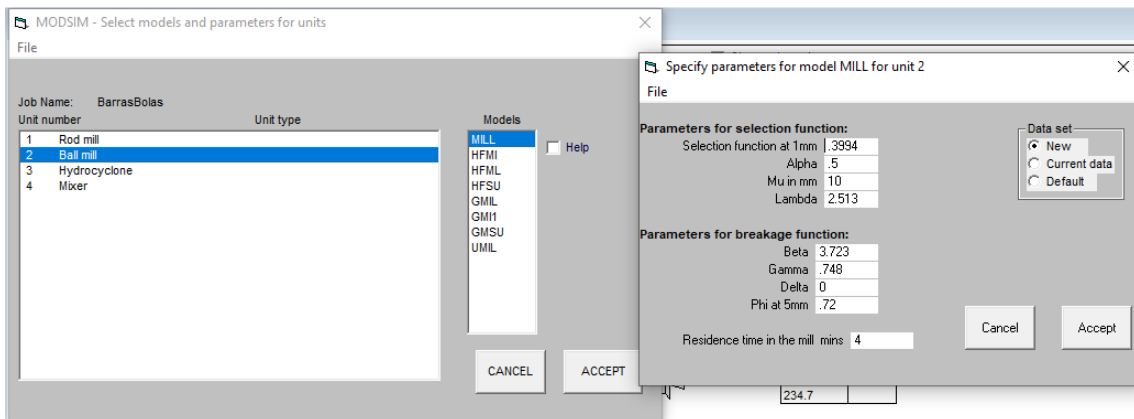 MODSIM - Select models and parameters for units
File
Job Name: BarrasBolas
Unit number Unit type Models
1 Rod mill
2 Ball mill
3 Hydrocyclone
4 Mixer
MILL
HFMI
HFML
HFSU
GMIL
GMI1
GMSU
UMIL
Help
CANCEL ACCEPT
Specify parameters for model MILL for unit 2
File
Parameters for selection function:
Selection function at 1mm .3994
Alpha .5
Mu in mm 10
Lambda 2.513
Data set
New
Current data
Default
Parameters for breakage function:
Beta 3.723
Gamma .748
Delta 0
Phi at 5mm .72
Residence time in the mill mins 4
Cancel Accept
234.7